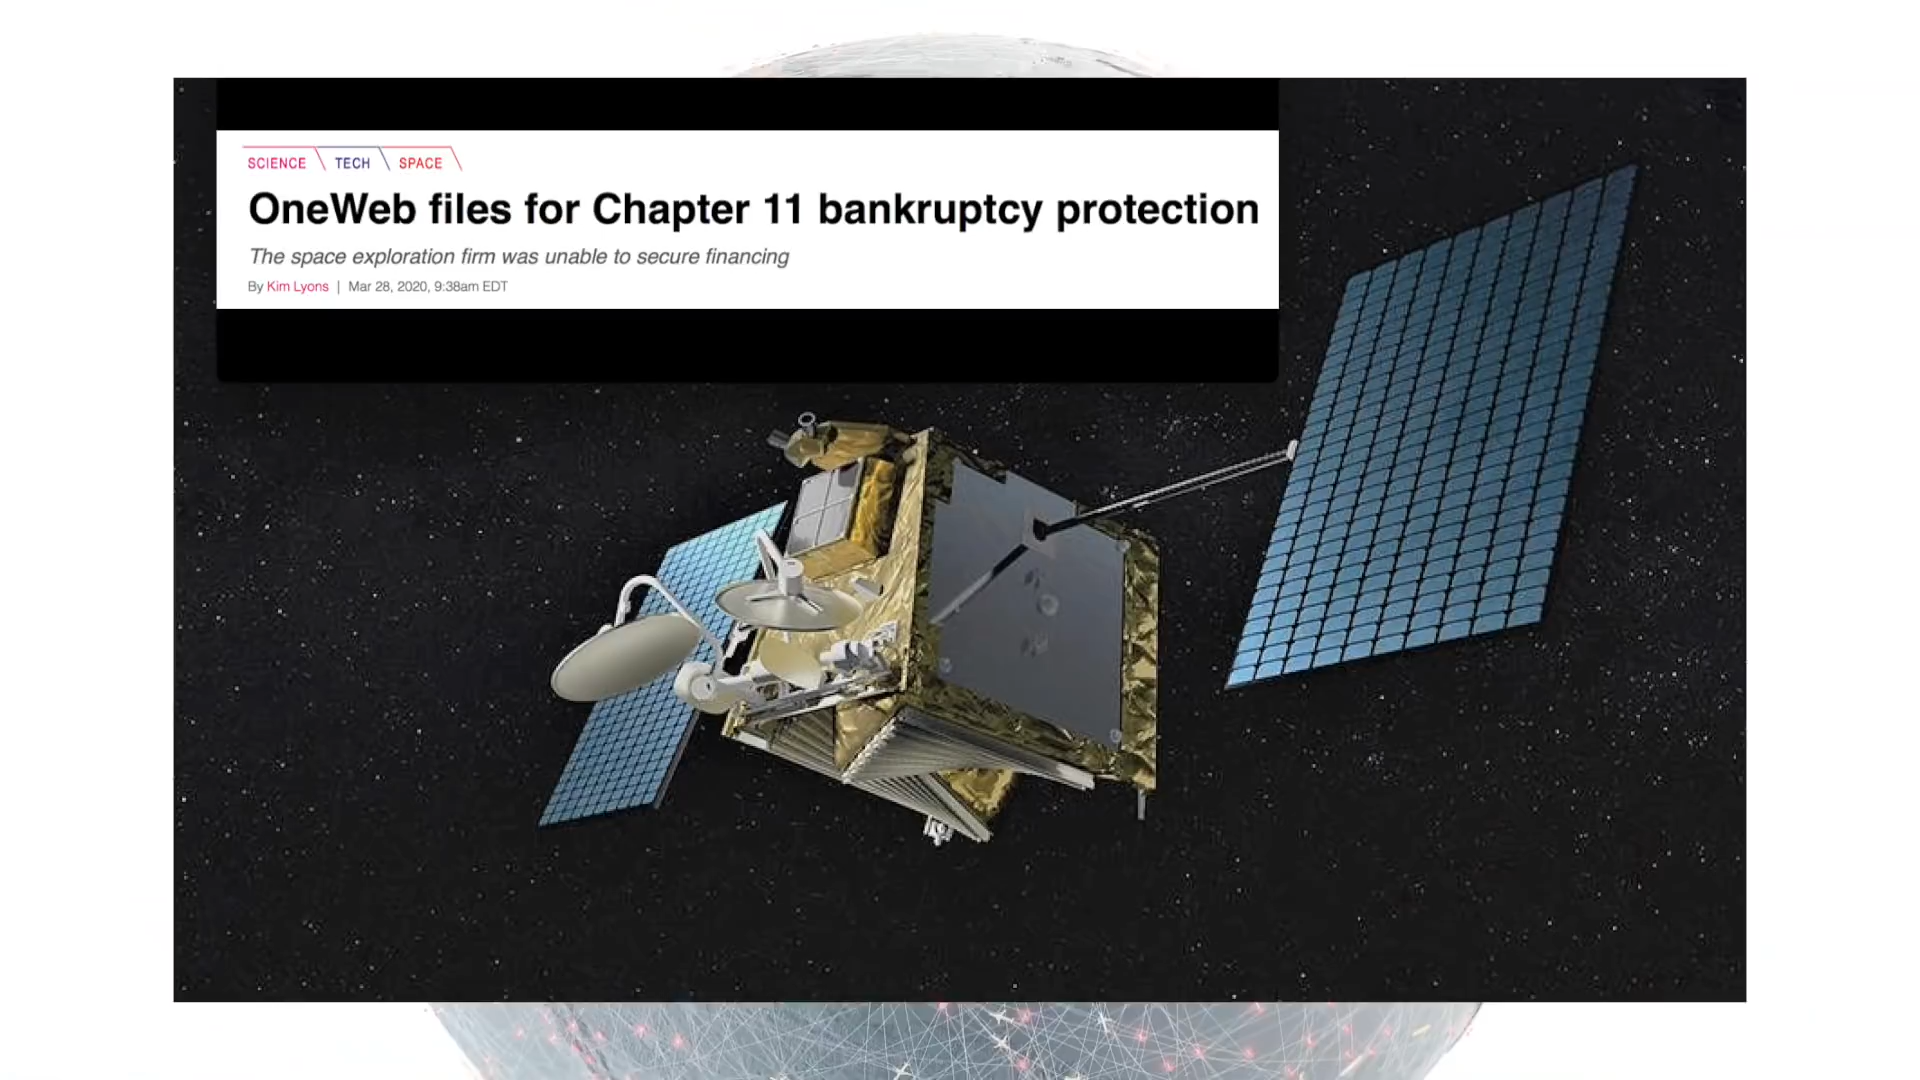 SCIENCE TECH SPACE
OneWeb files for Chapter 11 bankruptcy protection
The space exploration firm was unable to secure financing
By Kim Lyons | Mar 28, 2020, 9:38am EDT